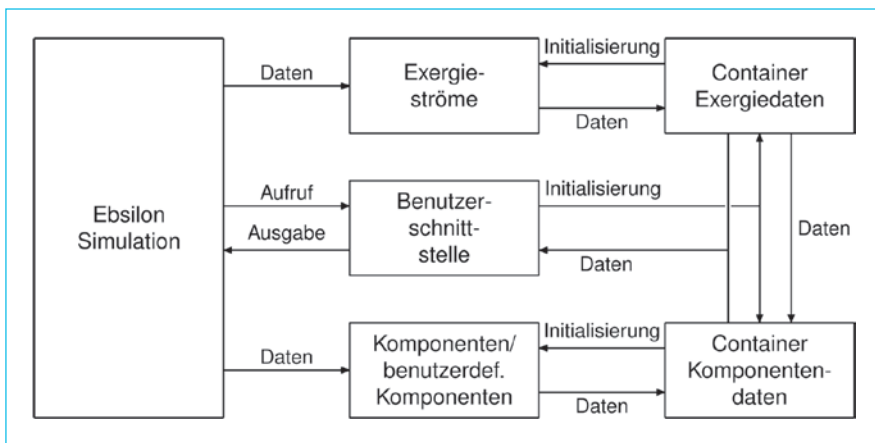 Ebsilon
Simulation
Daten
Exergie-
ströme
Initialisierung
Daten
Container
Exergiedaten
Aufruf
Ausgabe
Benutzer-
schnitt-
stelle
Initialisierung
Daten
Daten
Daten
Komponenten/
benutzerdef.
Komponenten
Initialisierung
Daten
Container
Komponenten-
daten